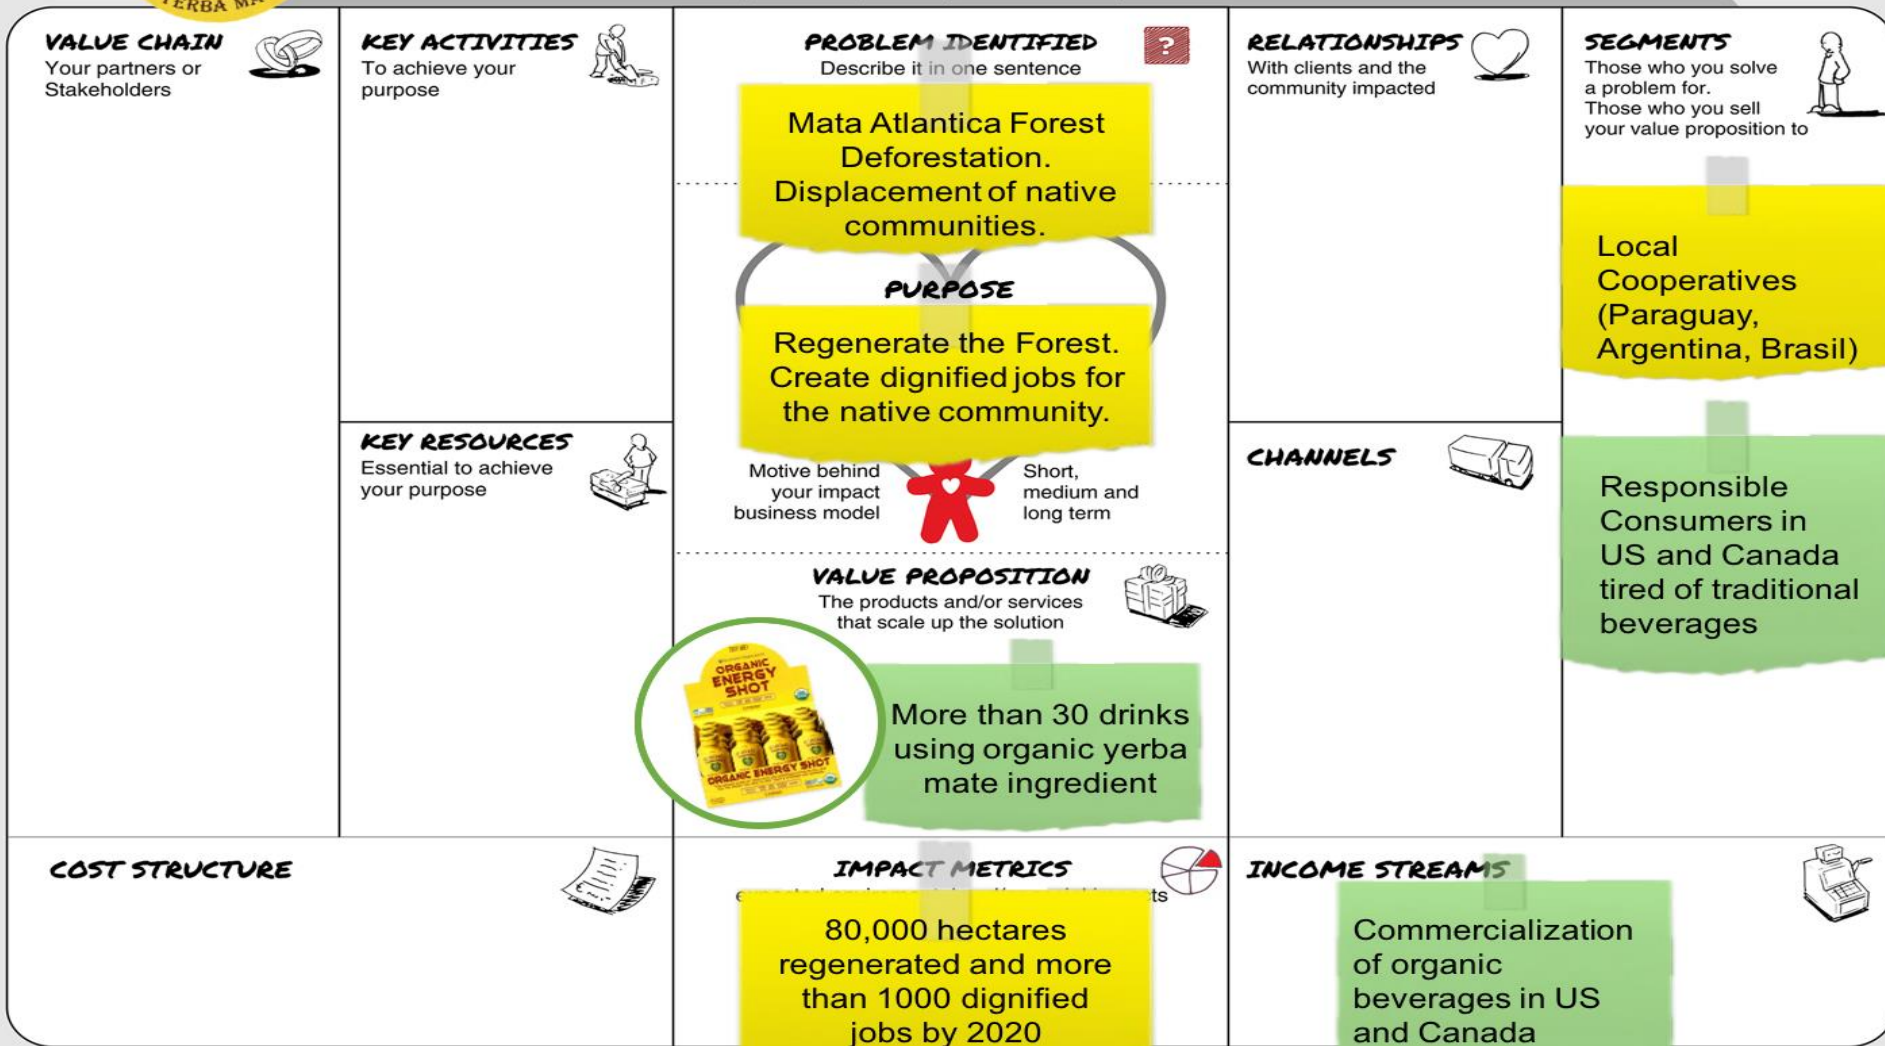 YERBA MA
VALUE CHAIN
Your partners or
Stakeholders
KEY ACTIVITIES
To achieve your
purpose
PROBLEM IDENTIFIED
Describe it in one sentence
?
Mata Atlantica Forest
Deforestation.
Displacement of native
communities.
RELATIONSHIPS
With clients and the
community impacted
SEGMENTS
Those who you solve
a problem for.
Those who you sell
your value proposition to
Local
Cooperatives
(Paraguay,
Argentina, Brasil)
Responsible
Consumers in
US and Canada
tired of traditional
beverages
PURPOSE
Regenerate the Forest.
Create dignified jobs for
the native community.
Motive behind
your impact
business model
Short,
medium and
long term
KEY RESOURCES
Essential to achieve
your purpose
CHANNELS
VALUE PROPOSITION
The products and/or services
that scale up the solution
ORGANIC
ENERGY
SHOT
ORGANIC ENERGY SHOT
More than 30 drinks
using organic yerba
mate ingredient
COST STRUCTURE
IMPACT METRICS
80,000 hectares
regenerated and more
than 1000 dignified
jobs by 2020
INCOME STREAMS
Commercialization
of organic
beverages in US
and Canada